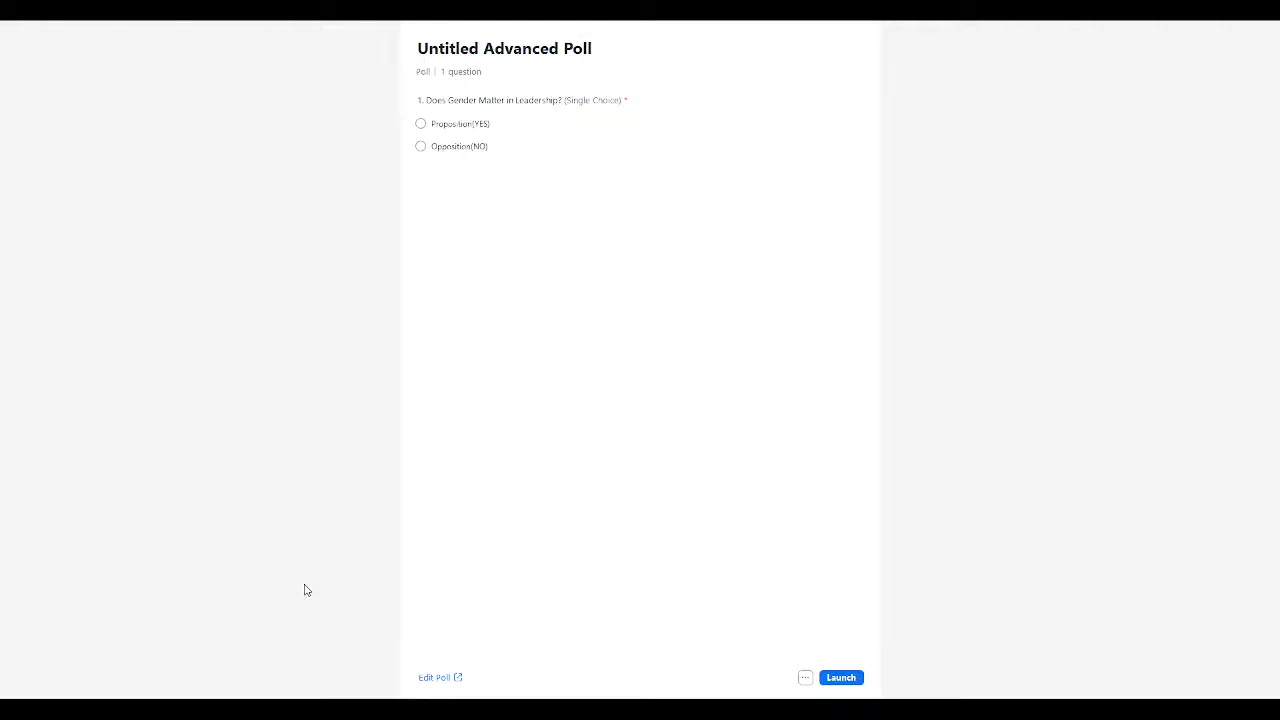 Untitled Advanced Poll
Poll | 1 question
1. Does Gender Matter in Leadership? (Single Choice) *
Proposition(YES)
Opposition(NO)
Edit Poll
Launch